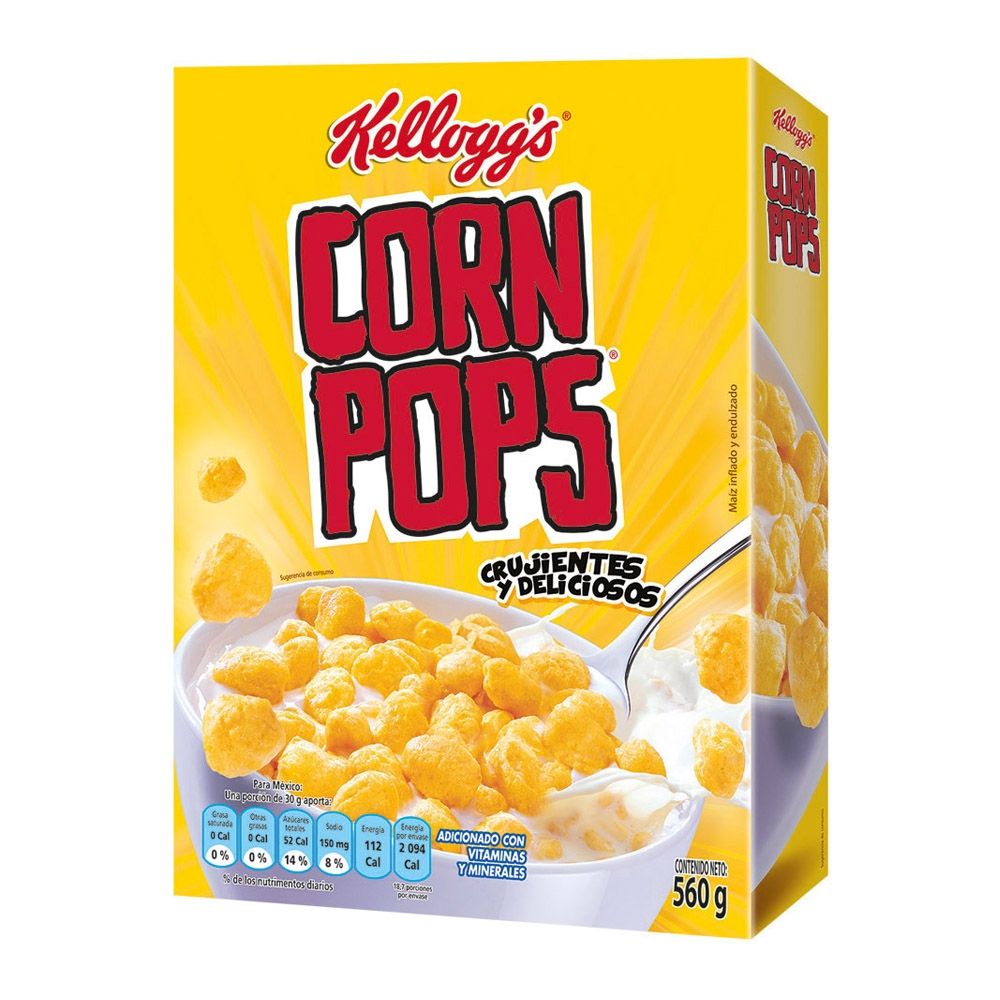 Kellogg's®
CORN
POPS®
CRUJIENTES
Y DELICIOSOS
Sugerencia de consumo
Para México:
Una porción de 30 g aporta:
Grasa saturada 0 Cal 0 %
Otras grasas 0 Cal 0 %
Azúcares totales 52 Cal 14 %
Sodio 150 mg 8 %
Energía 112 Cal
Energía por envase 2 094 Cal
% de los nutrimentos diarios
18,7 porciones
por envase
ADICIONADO CON
VITAMINAS
Y MINERALES
CONTENIDO NETO:
560 g
Kellogg's
CORN
POPS
Maíz inflado y endulzado
Sugerencia de consumo